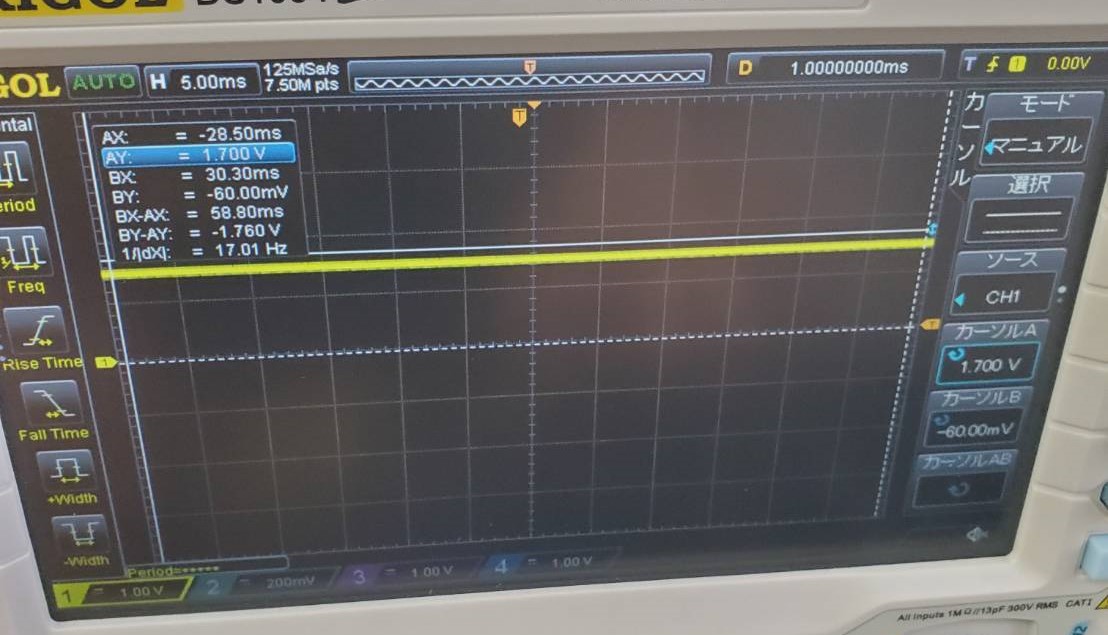 RIGOL
GOL AUTO H 5.00ms 125MSa/s
7.50M pts
D 1.00000000ms T 1 0.00V
T
T
ntal
eriod
Freq
Rise Time
Fall Time
+Width
-Width
AX: = -28.50ms
AY: = 1.700 V
BX: = 30.30ms
BY: = -60.00mV
BX-AX: = 58.80ms
BY-AY: = -1.760 V
1/|dX|: = 17.01 Hz
1
T
カーソル
モード
マニュアル
選択
ソース
CH1
カーソルA
1.700 V
カーソルB
-60.00mV
カーソルAB
Period=*****
1 = 1.00 V 2 = 200mV 3 = 1.00 V 4 = 1.00 V
All inputs 1MΩ//13pF 300V RMS CAT I